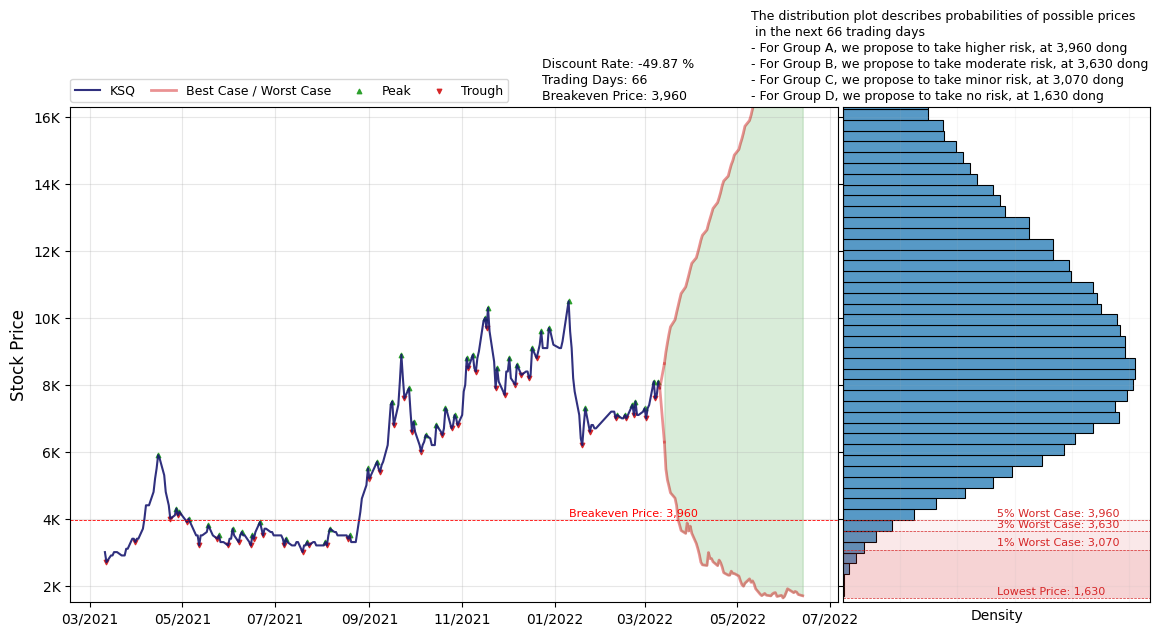 The distribution plot describes probabilities of possible prices
in the next 66 trading days
- For Group A, we propose to take higher risk, at 3,960 dong
- For Group B, we propose to take moderate risk, at 3,630 dong
- For Group C, we propose to take minor risk, at 3,070 dong
- For Group D, we propose to take no risk, at 1,630 dong
Discount Rate: -49.87 %
Trading Days: 66
Breakeven Price: 3,960
KSQ Best Case / Worst Case Peak Trough
Stock Price
16K
14K
12K
10K
8K
6K
4K
2K
Breakeven Price: 3,960
03/2021 05/2021 07/2021 09/2021 11/2021 01/2022 03/2022 05/2022 07/2022
5% Worst Case: 3,960
3% Worst Case: 3,630
1% Worst Case: 3,070
Lowest Price: 1,630
Density